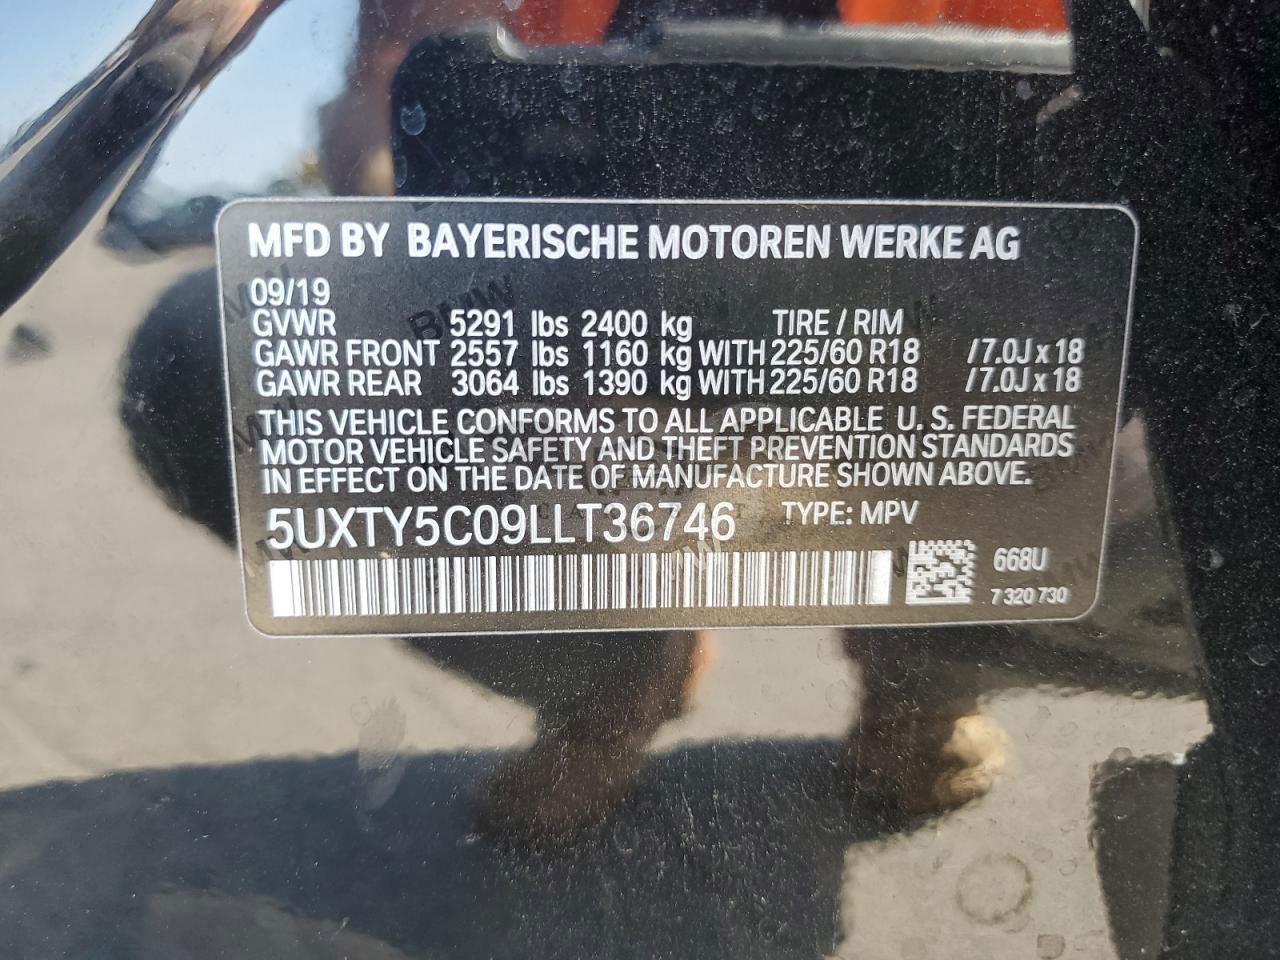 MFD BY BAYERISCHE MOTOREN WERKE AG
09/19
GVWR 5291 lbs 2400 kg TIRE / RIM
GAWR FRONT 2557 lbs 1160 kg WITH 225/60 R18 /7.0J x 18
GAWR REAR 3064 lbs 1390 kg WITH 225/60 R18 /7.0J x 18
THIS VEHICLE CONFORMS TO ALL APPLICABLE U. S. FEDERAL
MOTOR VEHICLE SAFETY AND THEFT PREVENTION STANDARDS
IN EFFECT ON THE DATE OF MANUFACTURE SHOWN ABOVE.
5UXTY5C09LLT36746 TYPE: MPV
668U
7 320 730